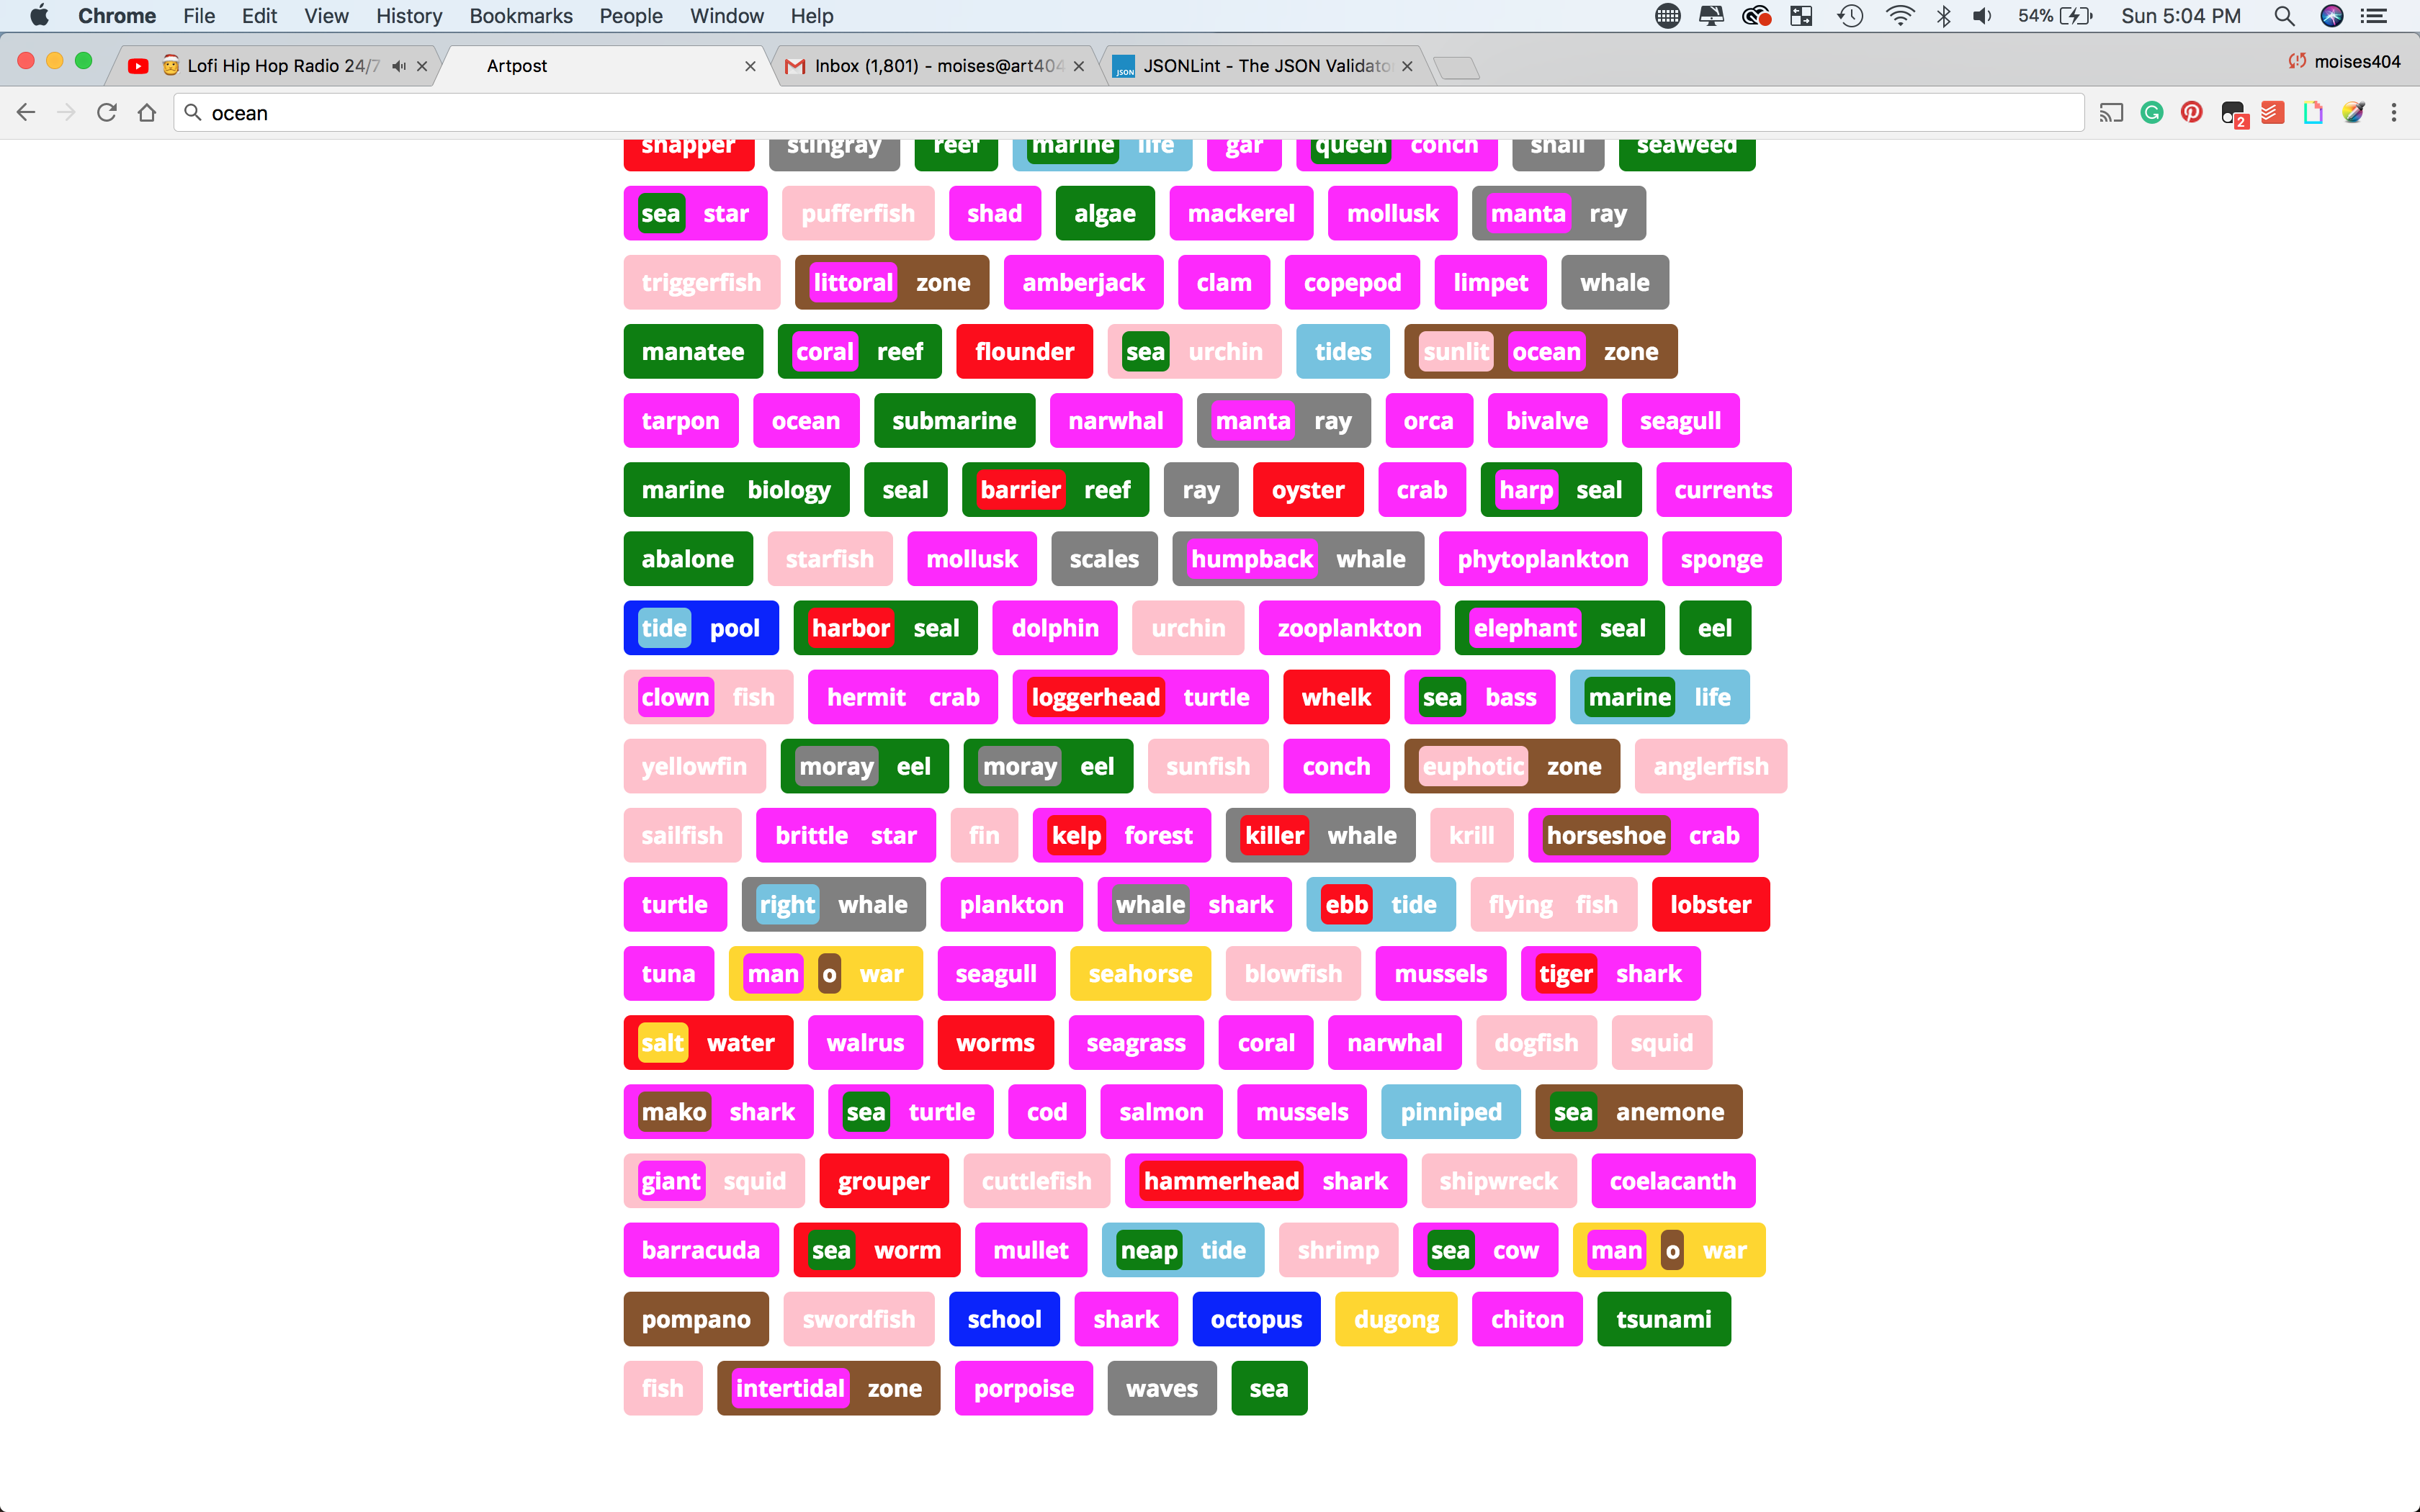 Chrome File Edit View History Bookmarks People Window Help 54% Sun 5:04 PM
Lofi Hip Hop Radio 24/7 Artpost Inbox (1,801) - moises@art404 JSON JSONLint - The JSON Validator moises404
ocean 2
snapper stingray reef marine life gar queen conch snail seaweed
sea star pufferfish shad algae mackerel mollusk manta ray
triggerfish littoral zone amberjack clam copepod limpet whale
manatee coral reef flounder sea urchin tides sunlit ocean zone
tarpon ocean submarine narwhal manta ray orca bivalve seagull
marine biology seal barrier reef ray oyster crab harp seal currents
abalone starfish mollusk scales humpback whale phytoplankton sponge
tide pool harbor seal dolphin urchin zooplankton elephant seal eel
clown fish hermit crab loggerhead turtle whelk sea bass marine life
yellowfin moray eel moray eel sunfish conch euphotic zone anglerfish
sailfish brittle star fin kelp forest killer whale krill horseshoe crab
turtle right whale plankton whale shark ebb tide flying fish lobster
tuna man o war seagull seahorse blowfish mussels tiger shark
salt water walrus worms seagrass coral narwhal dogfish squid
mako shark sea turtle cod salmon mussels pinniped sea anemone
giant squid grouper cuttlefish hammerhead shark shipwreck coelacanth
barracuda sea worm mullet neap tide shrimp sea cow man o war
pompano swordfish school shark octopus dugong chiton tsunami
fish intertidal zone porpoise waves sea